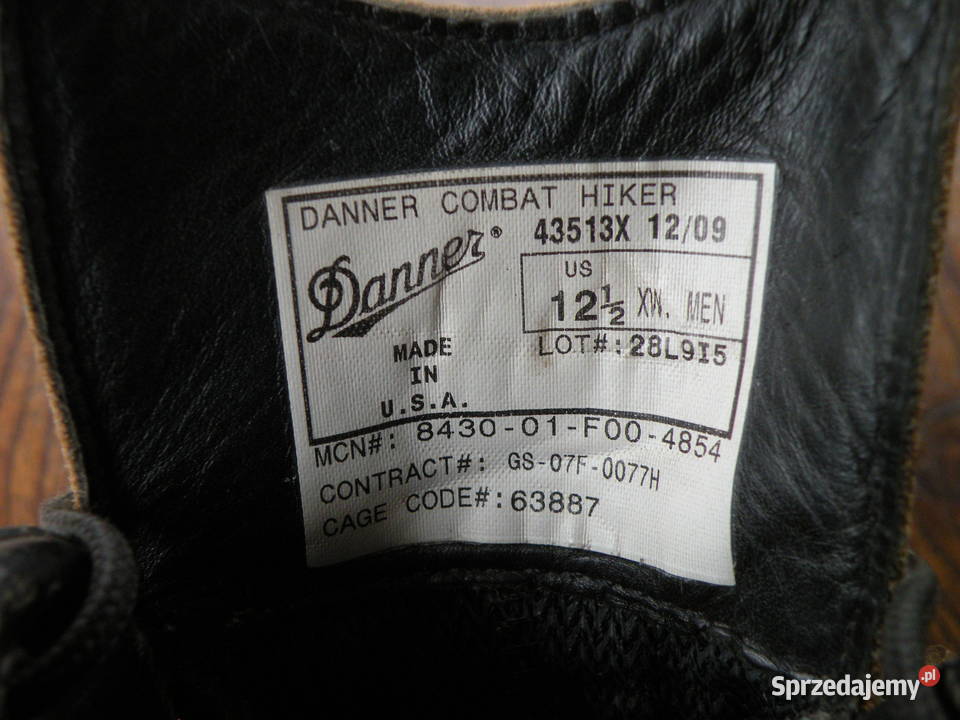 DANNER COMBAT HIKER
Danner® 43513X 12/09
US
12½ XW. MEN
MADE
IN
U.S.A.
LOT#: 28L9I5
MCN#: 8430-01-F00-4854
CONTRACT#: GS-07F-0077H
CAGE CODE#: 63887
Sprzedajemy.pl